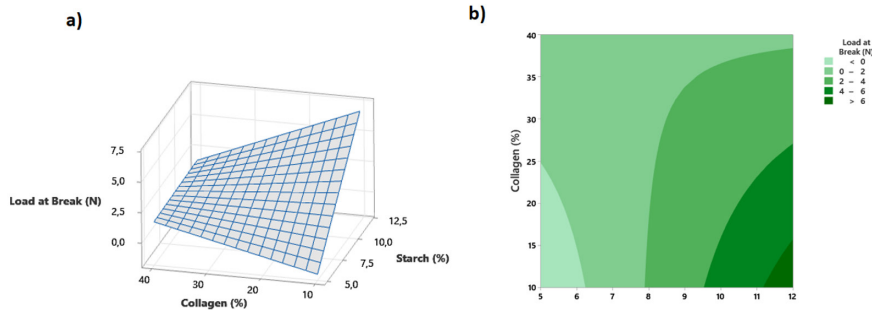 a)
7,5
5,0
Load at Break (N)
2,5
0,0
12,5
10,0
Starch (%)
7,5
5,0
40
30
20
10
Collagen (%)
b)
40
35
30
25
20
15
10
Collagen (%)
5
6
7
8
9
10
11
12
Load at
Break (N)
< 0
0 – 2
2 – 4
4 – 6
> 6